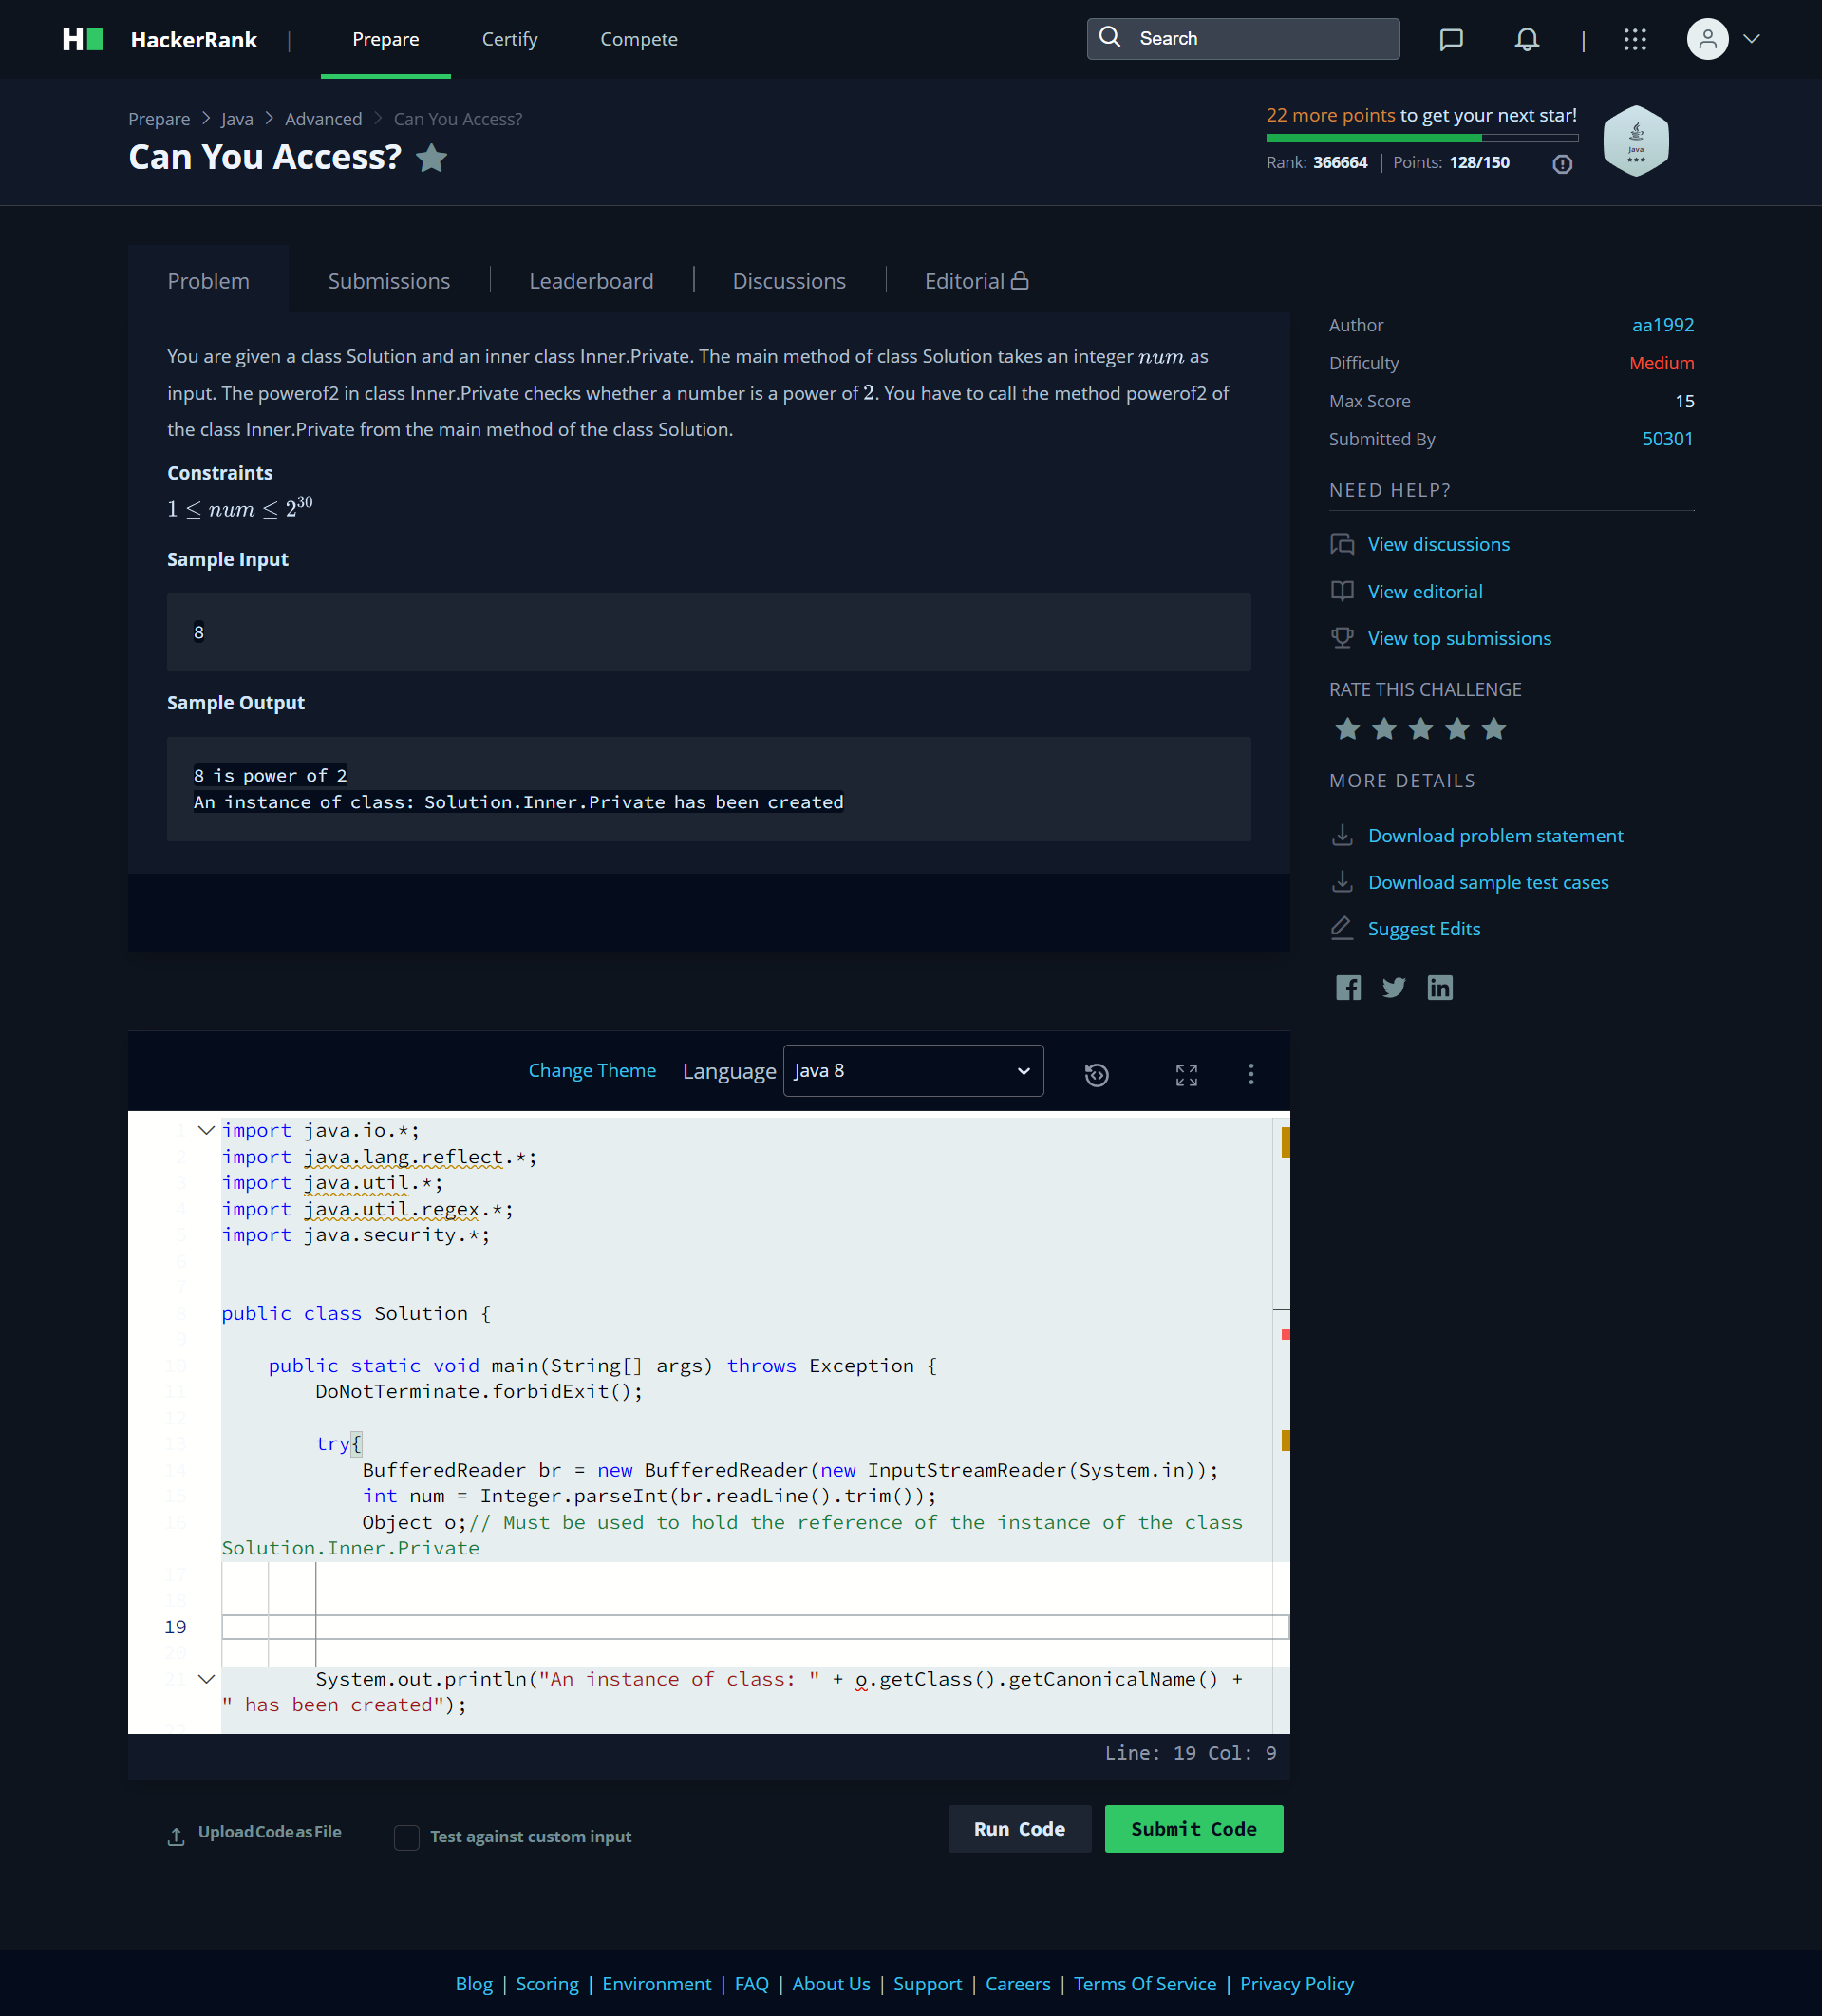 HackerRank | Prepare Certify Compete Search |
Prepare > Java > Advanced > Can You Access?
Can You Access?
22 more points to get your next star!
Rank: 366664 | Points: 128/150
Java
Problem Submissions Leaderboard Discussions Editorial
You are given a class Solution and an inner class Inner.Private. The main method of class Solution takes an integer num as
input. The powerof2 in class Inner.Private checks whether a number is a power of 2. You have to call the method powerof2 of
the class Inner.Private from the main method of the class Solution.
Constraints
1 ≤ num ≤ 2^30
Sample Input
8
Sample Output
8 is power of 2
An instance of class: Solution.Inner.Private has been created
Author aa1992
Difficulty Medium
Max Score 15
Submitted By 50301
NEED HELP?
View discussions
View editorial
View top submissions
RATE THIS CHALLENGE
MORE DETAILS
Download problem statement
Download sample test cases
Suggest Edits
Change Theme Language Java 8
1 import java.io.*;
2 import java.lang.reflect.*;
3 import java.util.*;
4 import java.util.regex.*;
5 import java.security.*;
6
7
8 public class Solution {
9
10 public static void main(String[] args) throws Exception {
11 DoNotTerminate.forbidExit();
12
13 try{
14 BufferedReader br = new BufferedReader(new InputStreamReader(System.in));
15 int num = Integer.parseInt(br.readLine().trim());
16 Object o;// Must be used to hold the reference of the instance of the class
Solution.Inner.Private
17
18
19
20
21 System.out.println("An instance of class: " + o.getClass().getCanonicalName() +
" has been created");
Line: 19 Col: 9
Upload Code as File Test against custom input Run Code Submit Code
Blog | Scoring | Environment | FAQ | About Us | Support | Careers | Terms Of Service | Privacy Policy